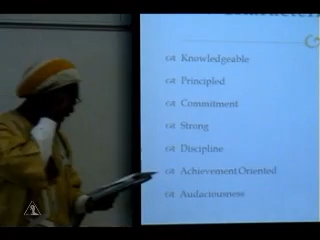 Knowledgeable
Principled
Commitment
Strong
Discipline
Achievement Oriented
Audaciousness